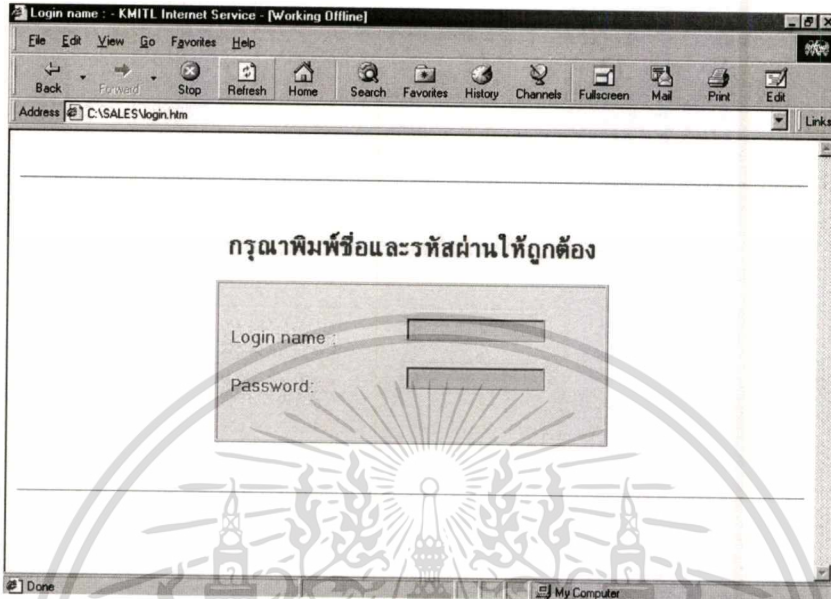 Login name : - KMITL Internet Service - [Working Offline]
File Edit View Go Favorites Help
Back Forward Stop Refresh Home Search Favorites History Channels Fullscreen Mail Print Edit
Address C:\SALES\login.htm Links
กรุณาพิมพ์ชื่อและรหัสผ่านให้ถูกต้อง
Login name :
Password:
Done My Computer